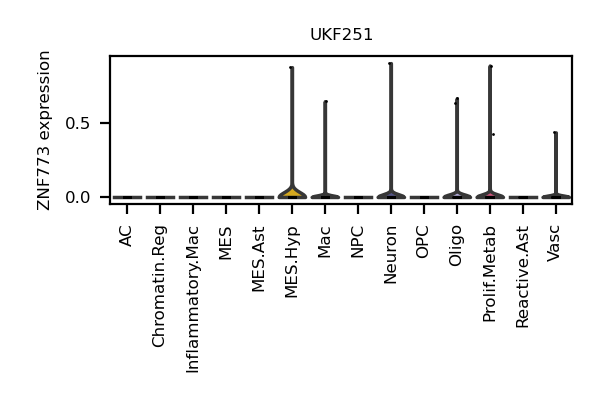 UKF251
ZNF773 expression
0.5
0.0
AC
Chromatin.Reg
Inflammatory.Mac
MES
MES.Ast
MES.Hyp
Mac
NPC
Neuron
OPC
Oligo
Prolif.Metab
Reactive.Ast
Vasc